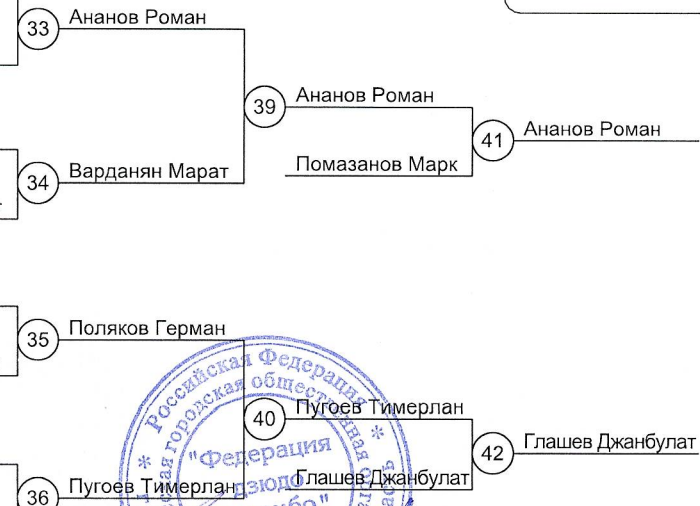 33 Ананов Роман
39 Ананов Роман
41 Ананов Роман
Помазанов Марк
34 Варданян Марат
35 Поляков Герман
Российская Федерация
городская
"Федерация
дзюдо
40 Пугоев Тимерлан
42 Глашев Джанбулат
Глашев Джанбулат
36 Пугоев Тимерлан